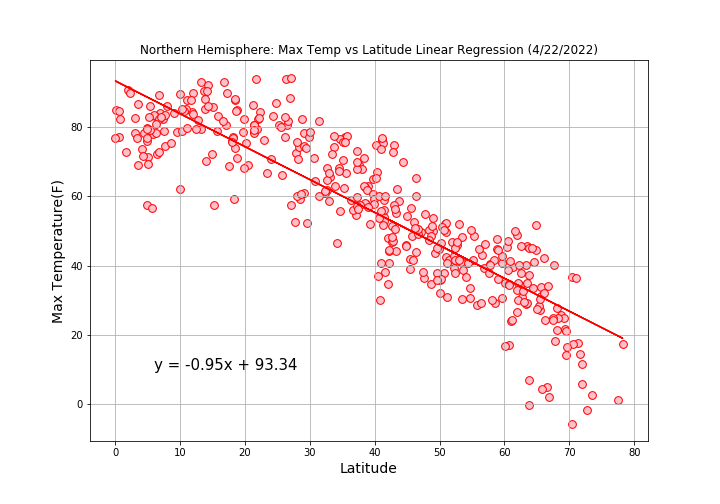 Northern Hemisphere: Max Temp vs Latitude Linear Regression (4/22/2022)
Max Temperature(F)
80
60
40
20
0
y = -0.95x + 93.34
0 10 20 30 40 50 60 70 80
Latitude